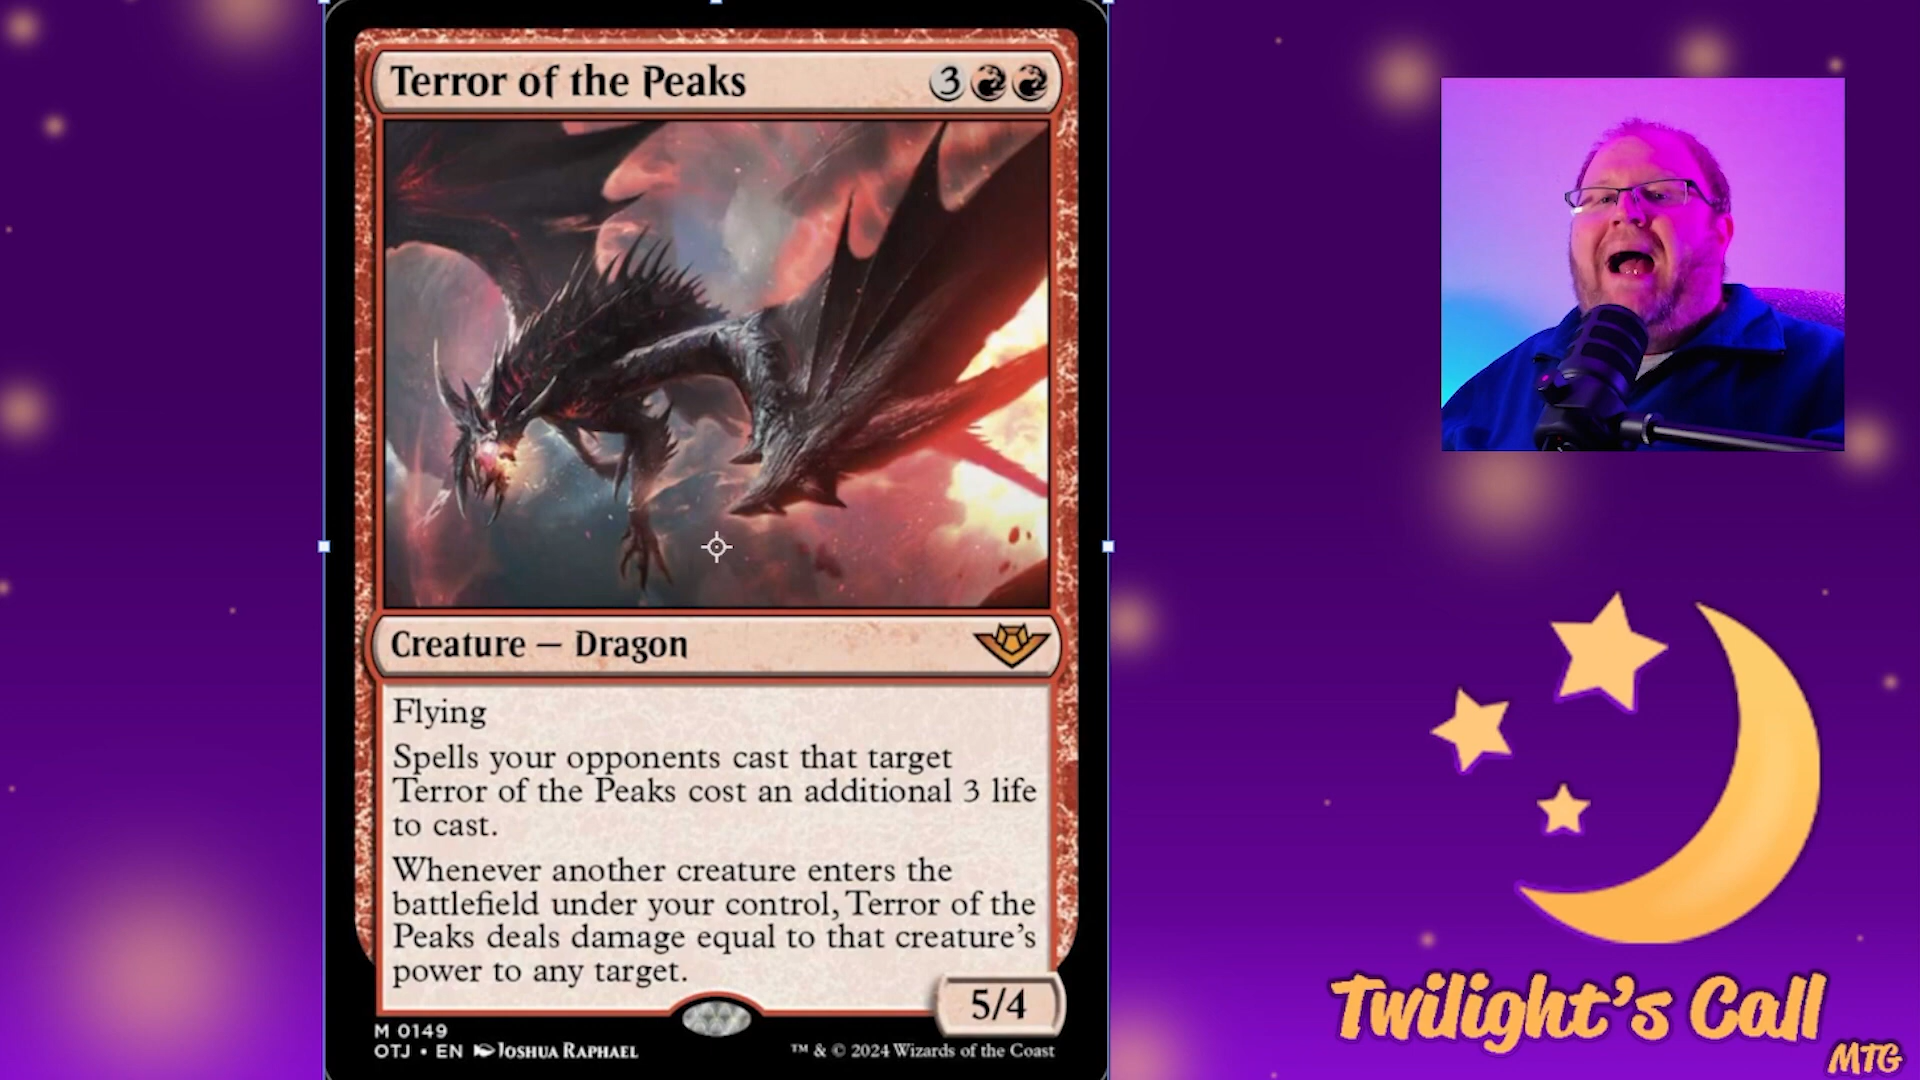 Terror of the Peaks 3
Creature — Dragon
Flying
Spells your opponents cast that target
Terror of the Peaks cost an additional 3 life
to cast.
Whenever another creature enters the
battlefield under your control, Terror of the
Peaks deals damage equal to that creature's
power to any target.
5/4
M 0149
OTJ • EN Joshua Raphael
™ & © 2024 Wizards of the Coast
Twilight's Call
MTG